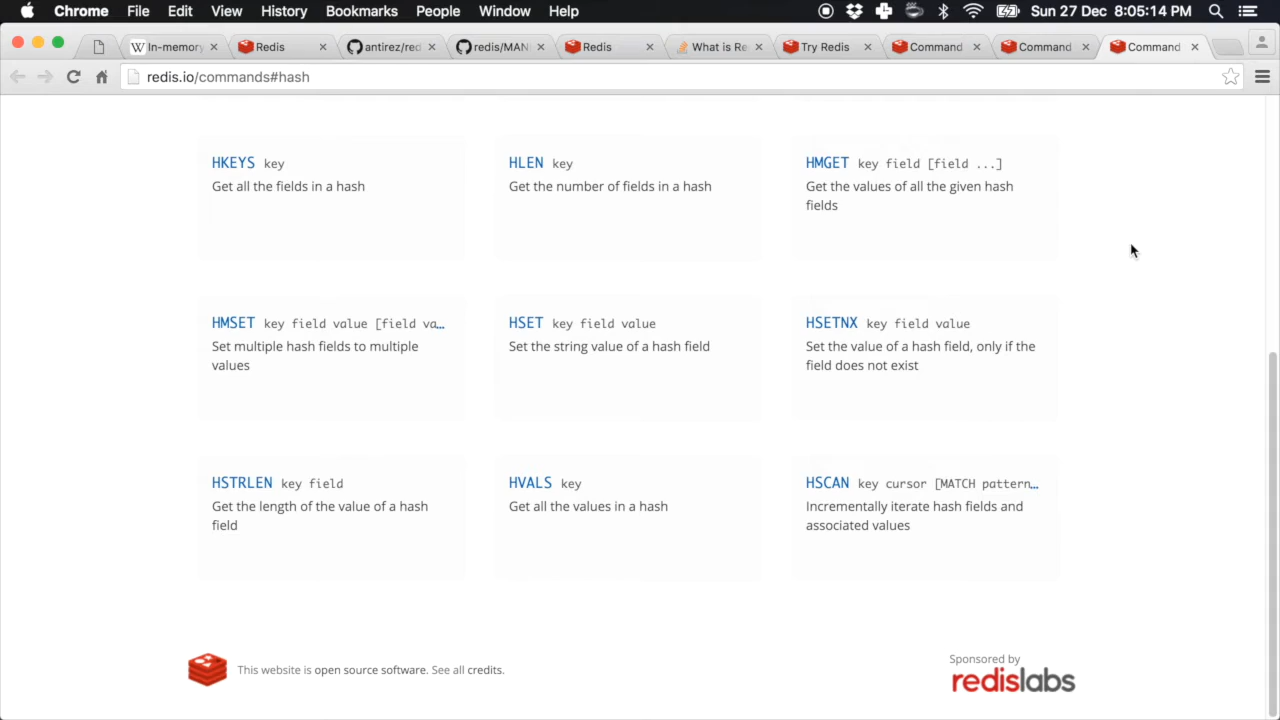 Chrome File Edit View History Bookmarks People Window Help Sun 27 Dec 8:05:14 PM
In-memory
Redis
antirez/red
redis/MAN
Redis
What is Re
Try Redis
Command
Command
Command
redis.io/commands#hash
HKEYS key
Get all the fields in a hash
HLEN key
Get the number of fields in a hash
HMGET key field [field ...]
Get the values of all the given hash
fields
HMSET key field value [field va…
Set multiple hash fields to multiple
values
HSET key field value
Set the string value of a hash field
HSETNX key field value
Set the value of a hash field, only if the
field does not exist
HSTRLEN key field
Get the length of the value of a hash
field
HVALS key
Get all the values in a hash
HSCAN key cursor [MATCH pattern…
Incrementally iterate hash fields and
associated values
This website is open source software. See all credits.
Sponsored by
redislabs